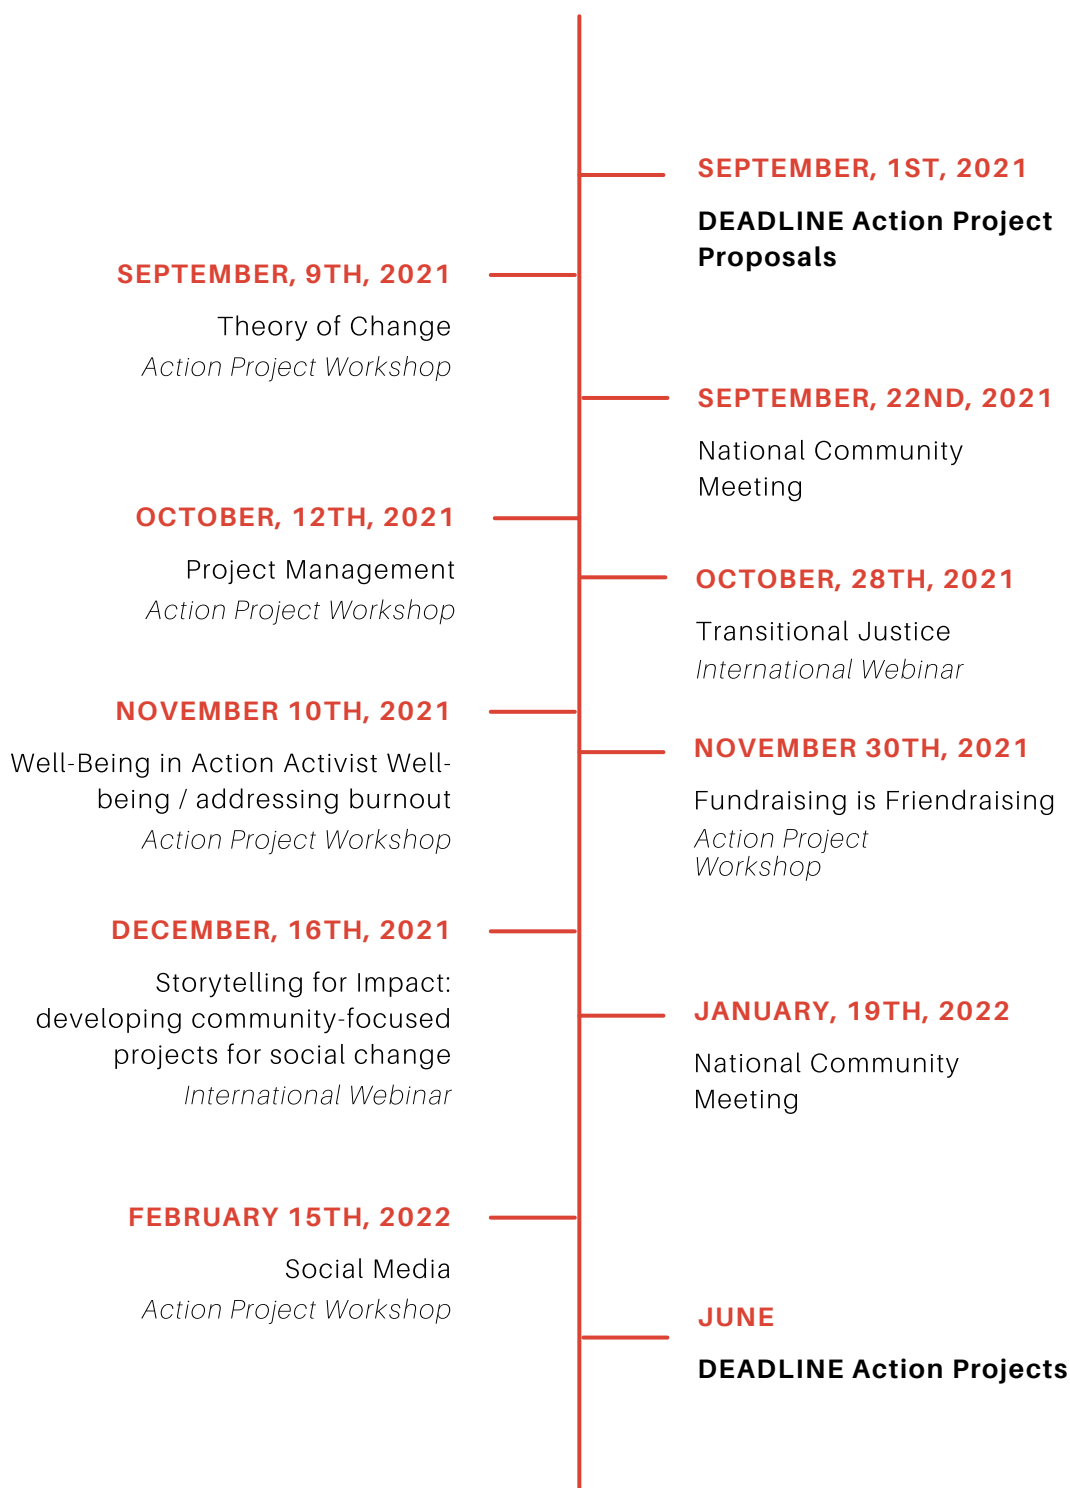 SEPTEMBER, 1ST, 2021
DEADLINE Action Project
Proposals
SEPTEMBER, 9TH, 2021
Theory of Change
Action Project Workshop
SEPTEMBER, 22ND, 2021
National Community
Meeting
OCTOBER, 12TH, 2021
Project Management
Action Project Workshop
OCTOBER, 28TH, 2021
Transitional Justice
International Webinar
NOVEMBER 10TH, 2021
Well-Being in Action Activist Well-
being / addressing burnout
Action Project Workshop
NOVEMBER 30TH, 2021
Fundraising is Friendraising
Action Project
Workshop
DECEMBER, 16TH, 2021
Storytelling for Impact:
developing community-focused
projects for social change
International Webinar
JANUARY, 19TH, 2022
National Community
Meeting
FEBRUARY 15TH, 2022
Social Media
Action Project Workshop
JUNE
DEADLINE Action Projects